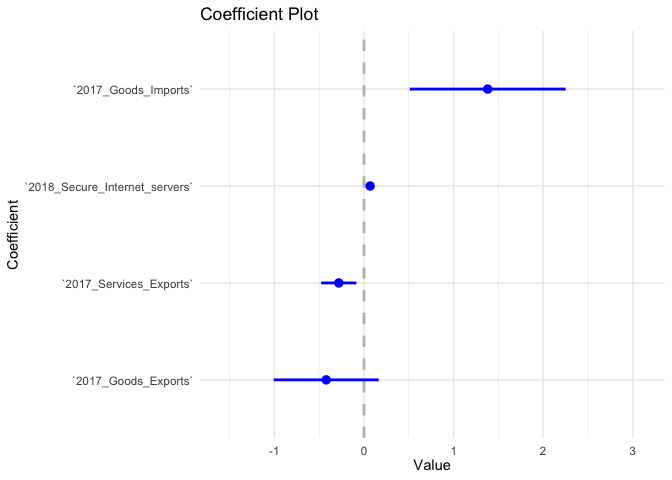 Coefficient Plot
Coefficient
`2017_Goods_Imports`
`2018_Secure_Internet_servers`
`2017_Services_Exports`
`2017_Goods_Exports`
-1 0 1 2 3
Value